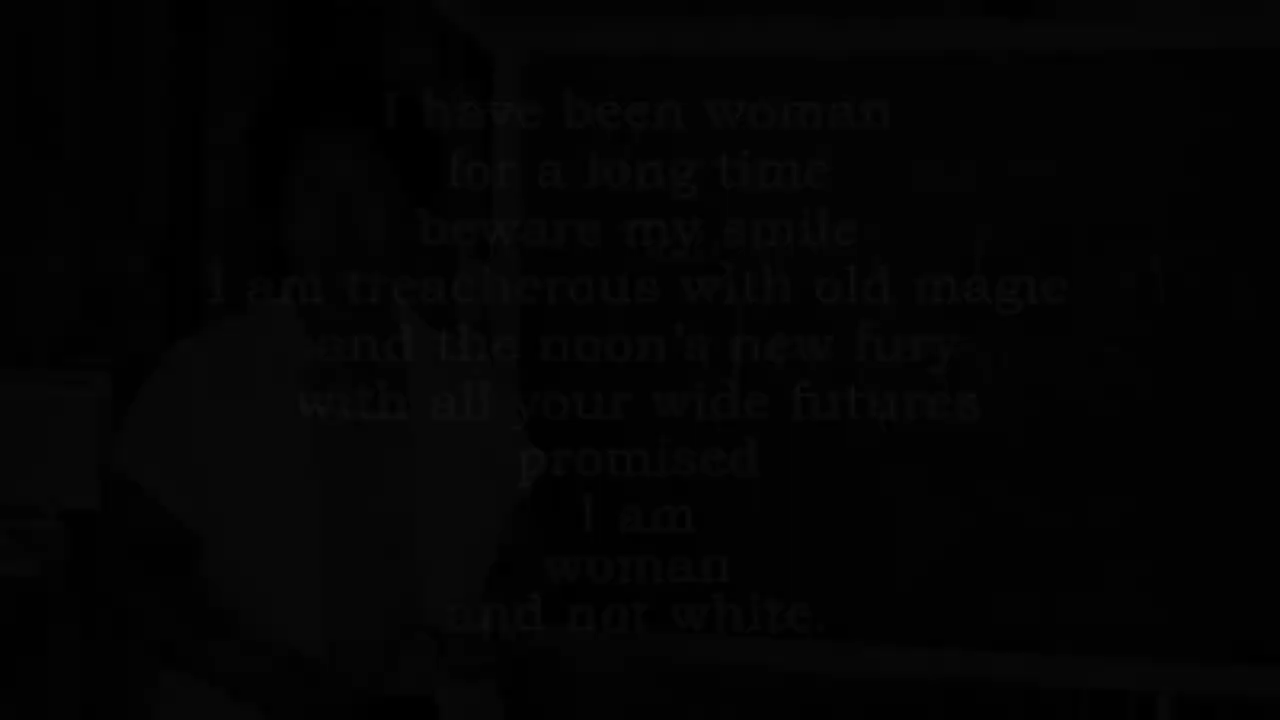 I have been woman
for a long time
beware my smile
I am treacherous with old magic
and the noon's new fury
with all your wide futures
promised
I am
woman
and not white.